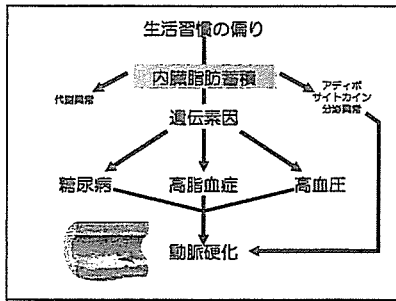 生活習慣の偏り
内臓脂肪蓄積
代謝異常
アディポ
サイトカイン
分泌異常
遺伝素因
糖尿病
高脂血症
高血圧
動脈硬化